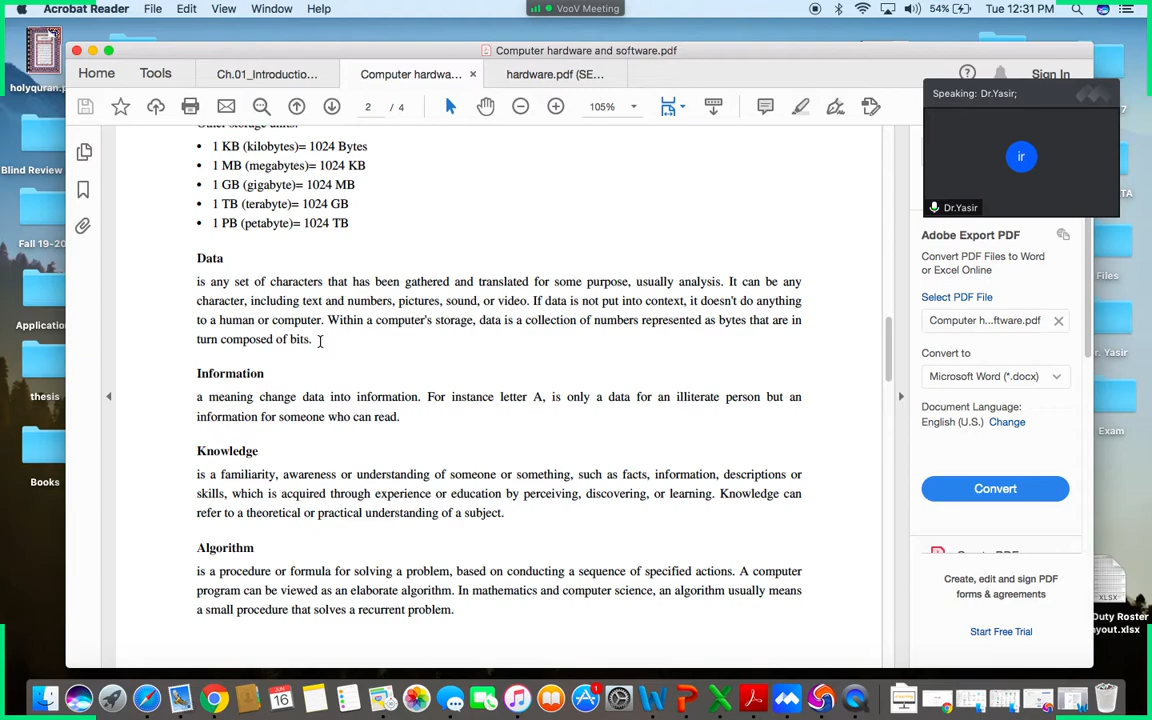 Acrobat Reader File Edit View Window Help
VooV Meeting
54% Tue 12:31 PM
Computer hardware and software.pdf
Home Tools Ch.01_Introductio... Computer hardwa... × hardware.pdf (SE... Sign In
2 / 4 105%
Other storage units:
• 1 KB (kilobytes)= 1024 Bytes
• 1 MB (megabytes)= 1024 KB
• 1 GB (gigabyte)= 1024 MB
• 1 TB (terabyte)= 1024 GB
• 1 PB (petabyte)= 1024 TB
Data
is any set of characters that has been gathered and translated for some purpose, usually analysis. It can be any
character, including text and numbers, pictures, sound, or video. If data is not put into context, it doesn't do anything
to a human or computer. Within a computer's storage, data is a collection of numbers represented as bytes that are in
turn composed of bits.
Information
a meaning change data into information. For instance letter A, is only a data for an illiterate person but an
information for someone who can read.
Knowledge
is a familiarity, awareness or understanding of someone or something, such as facts, information, descriptions or
skills, which is acquired through experience or education by perceiving, discovering, or learning. Knowledge can
refer to a theoretical or practical understanding of a subject.
Algorithm
is a procedure or formula for solving a problem, based on conducting a sequence of specified actions. A computer
program can be viewed as an elaborate algorithm. In mathematics and computer science, an algorithm usually means
a small procedure that solves a recurrent problem.
Speaking: Dr.Yasir;
ir
Dr.Yasir
Adobe Export PDF
Convert PDF Files to Word
or Excel Online
Select PDF File
Computer h...ftware.pdf
Convert to
Microsoft Word (*.docx)
Document Language:
English (U.S.) Change
Convert
Create, edit and sign PDF
forms & agreements
Start Free Trial
holyquran.p
Blind Review
Fall 19-20
Application
thesis
Books
TA
Files
r. Yasir
Exam
XLSX
Duty Roster
ayout.xlsx
JUN
16
1